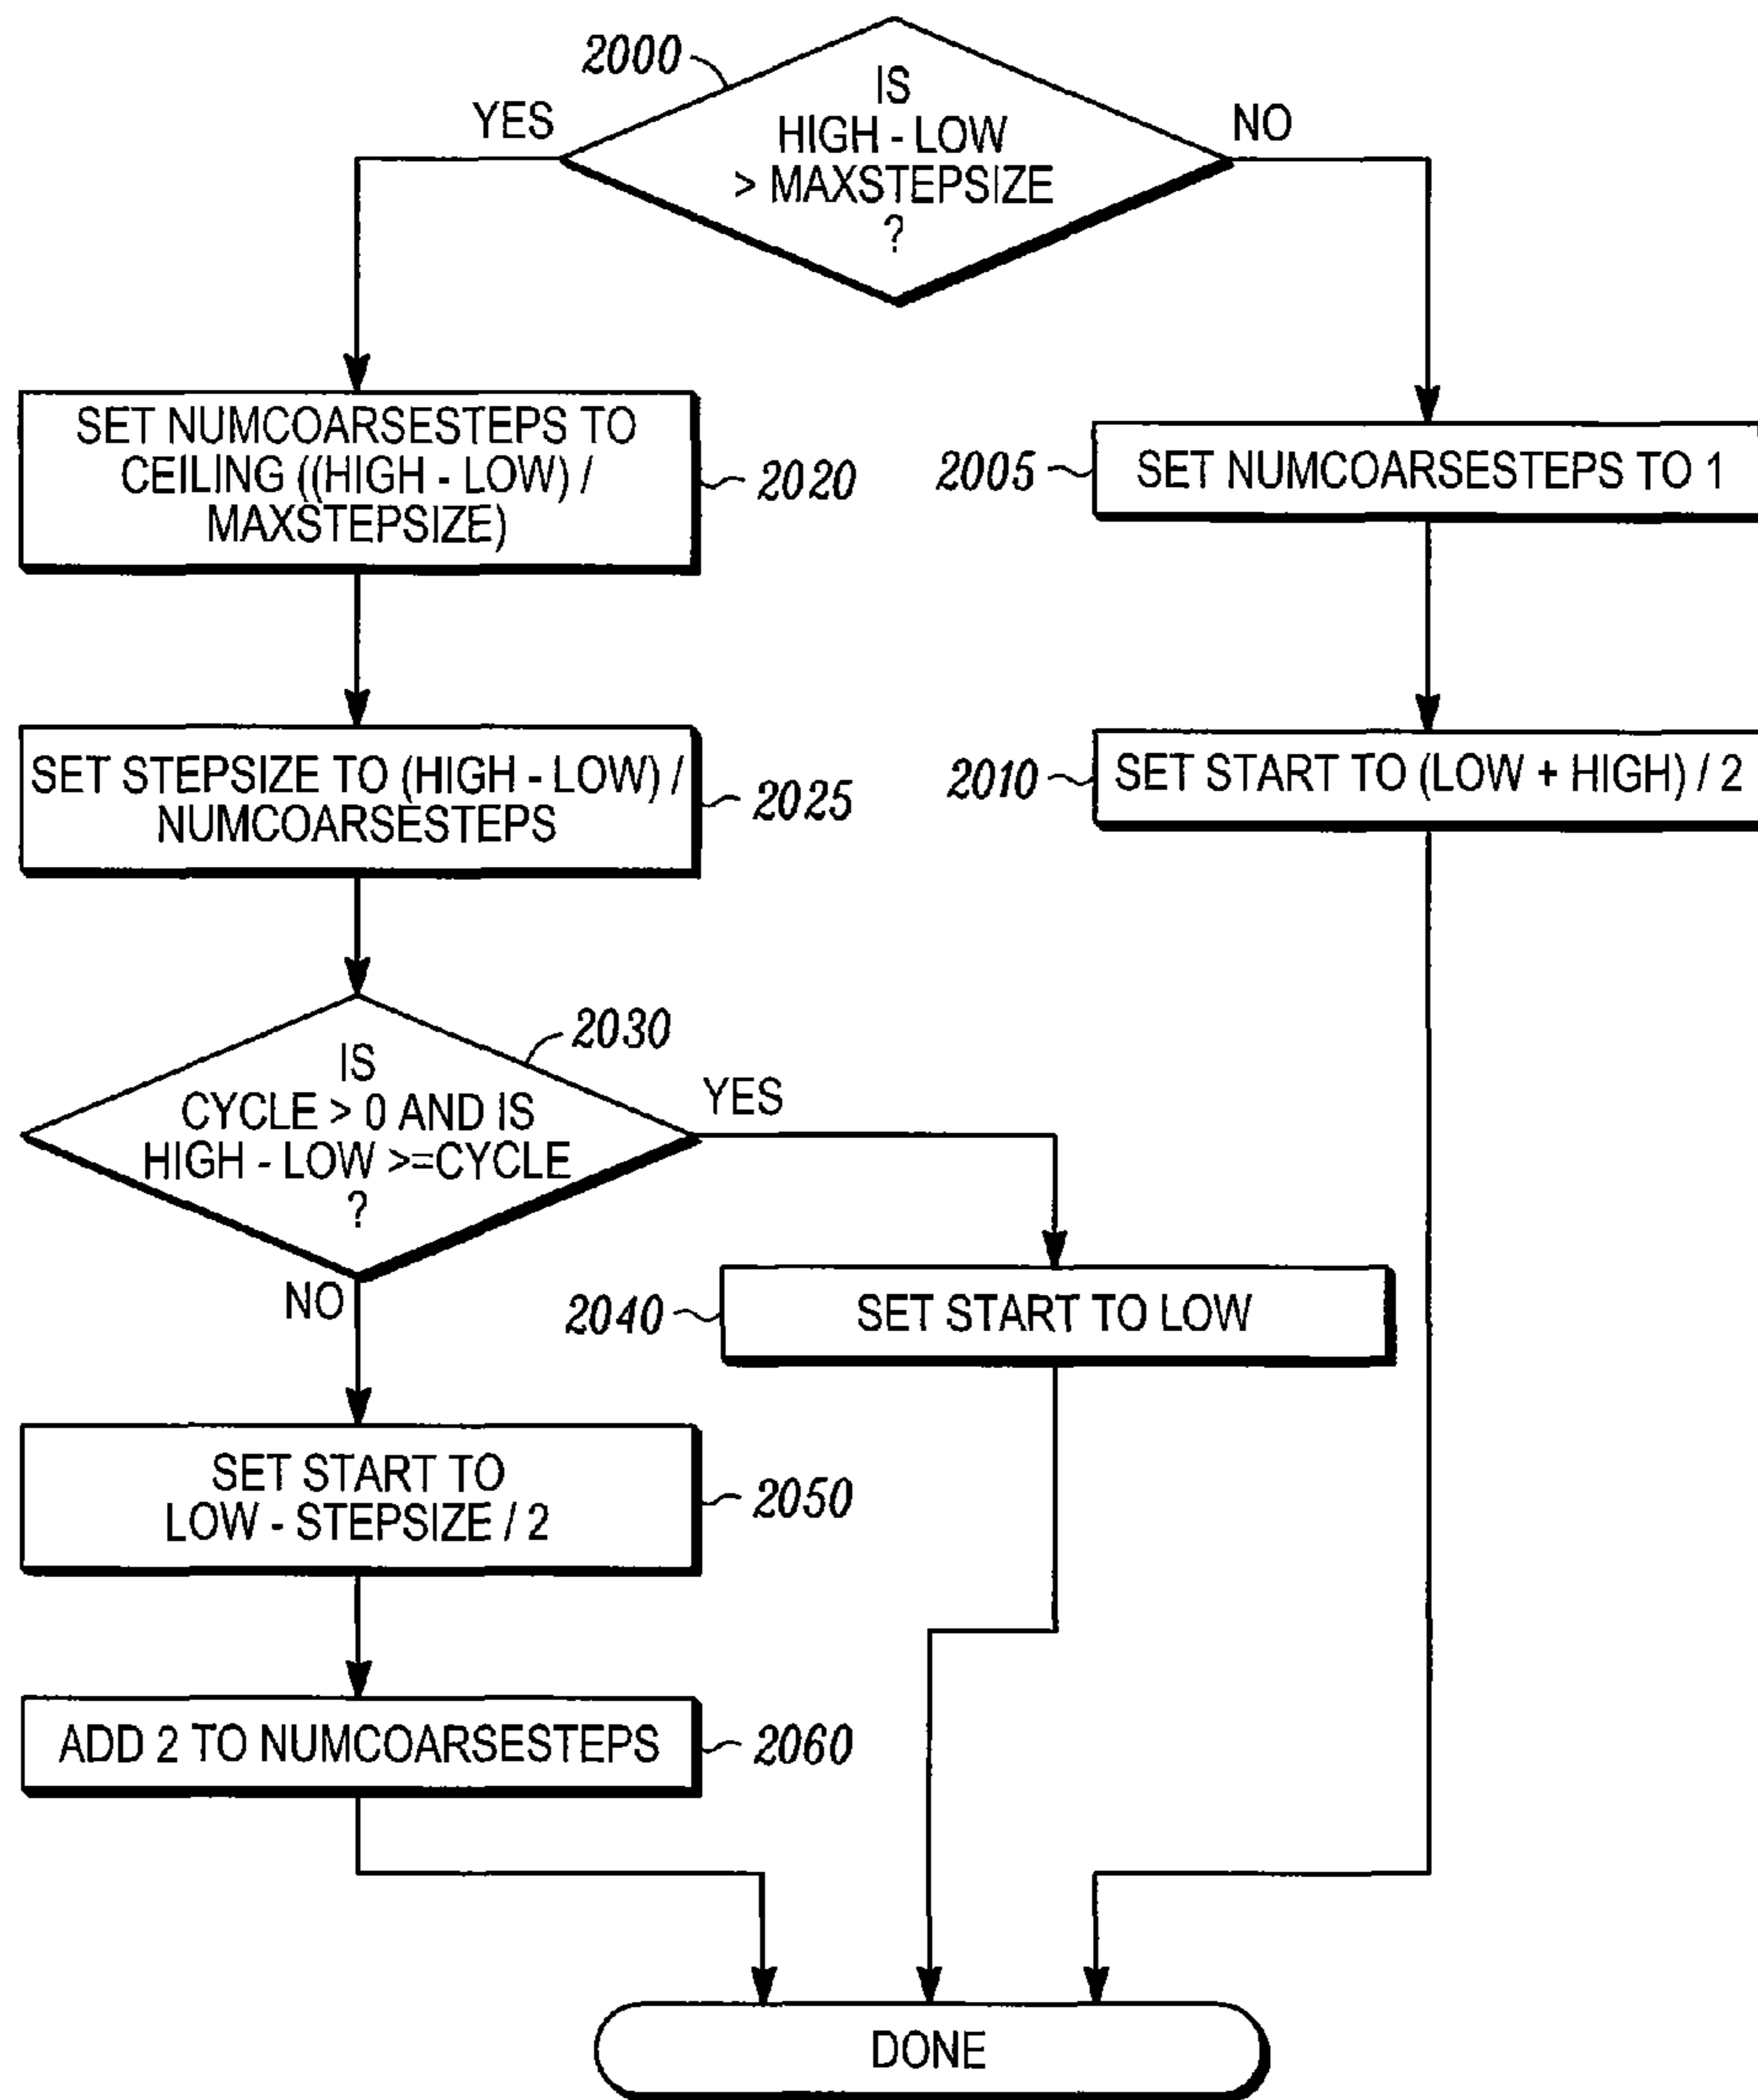 2000
IS
HIGH - LOW
> MAXSTEPSIZE
?
YES
NO
SET NUMCOARSESTEPS TO
CEILING ((HIGH - LOW) /
MAXSTEPSIZE)
2020
2005
SET NUMCOARSESTEPS TO 1
SET STEPSIZE TO (HIGH - LOW) /
NUMCOARSESTEPS
2025
2010
SET START TO (LOW + HIGH) / 2
2030
IS
CYCLE > 0 AND IS
HIGH - LOW >=CYCLE
?
YES
NO
2040
SET START TO LOW
SET START TO
LOW - STEPSIZE / 2
2050
ADD 2 TO NUMCOARSESTEPS
2060
DONE